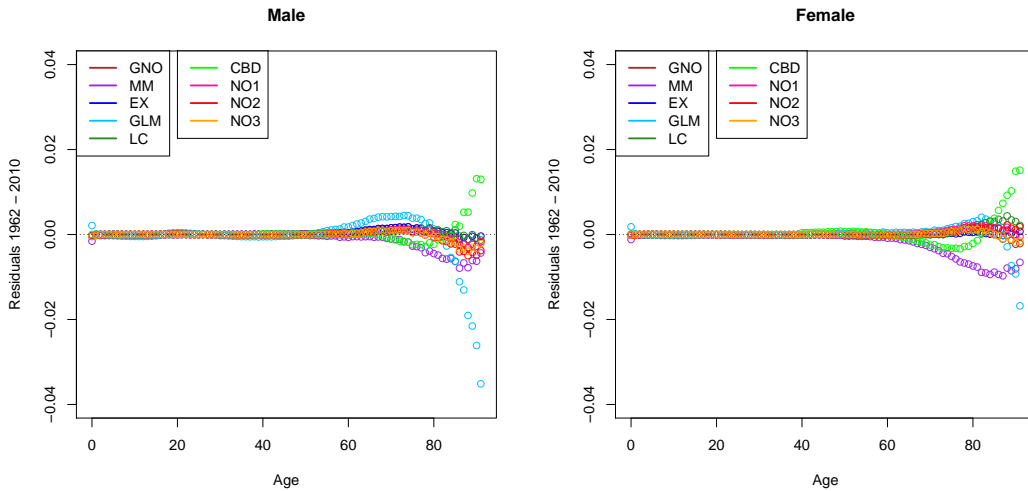 Male
Residuals 1962 − 2010
0.04
0.02
0.00
−0.02
−0.04
GNO
MM
EX
GLM
LC
CBD
NO1
NO2
NO3
0 20 40 60 80
Age
Female
Residuals 1962 − 2010
0.04
0.02
0.00
−0.02
−0.04
GNO
MM
EX
GLM
LC
CBD
NO1
NO2
NO3
0 20 40 60 80
Age